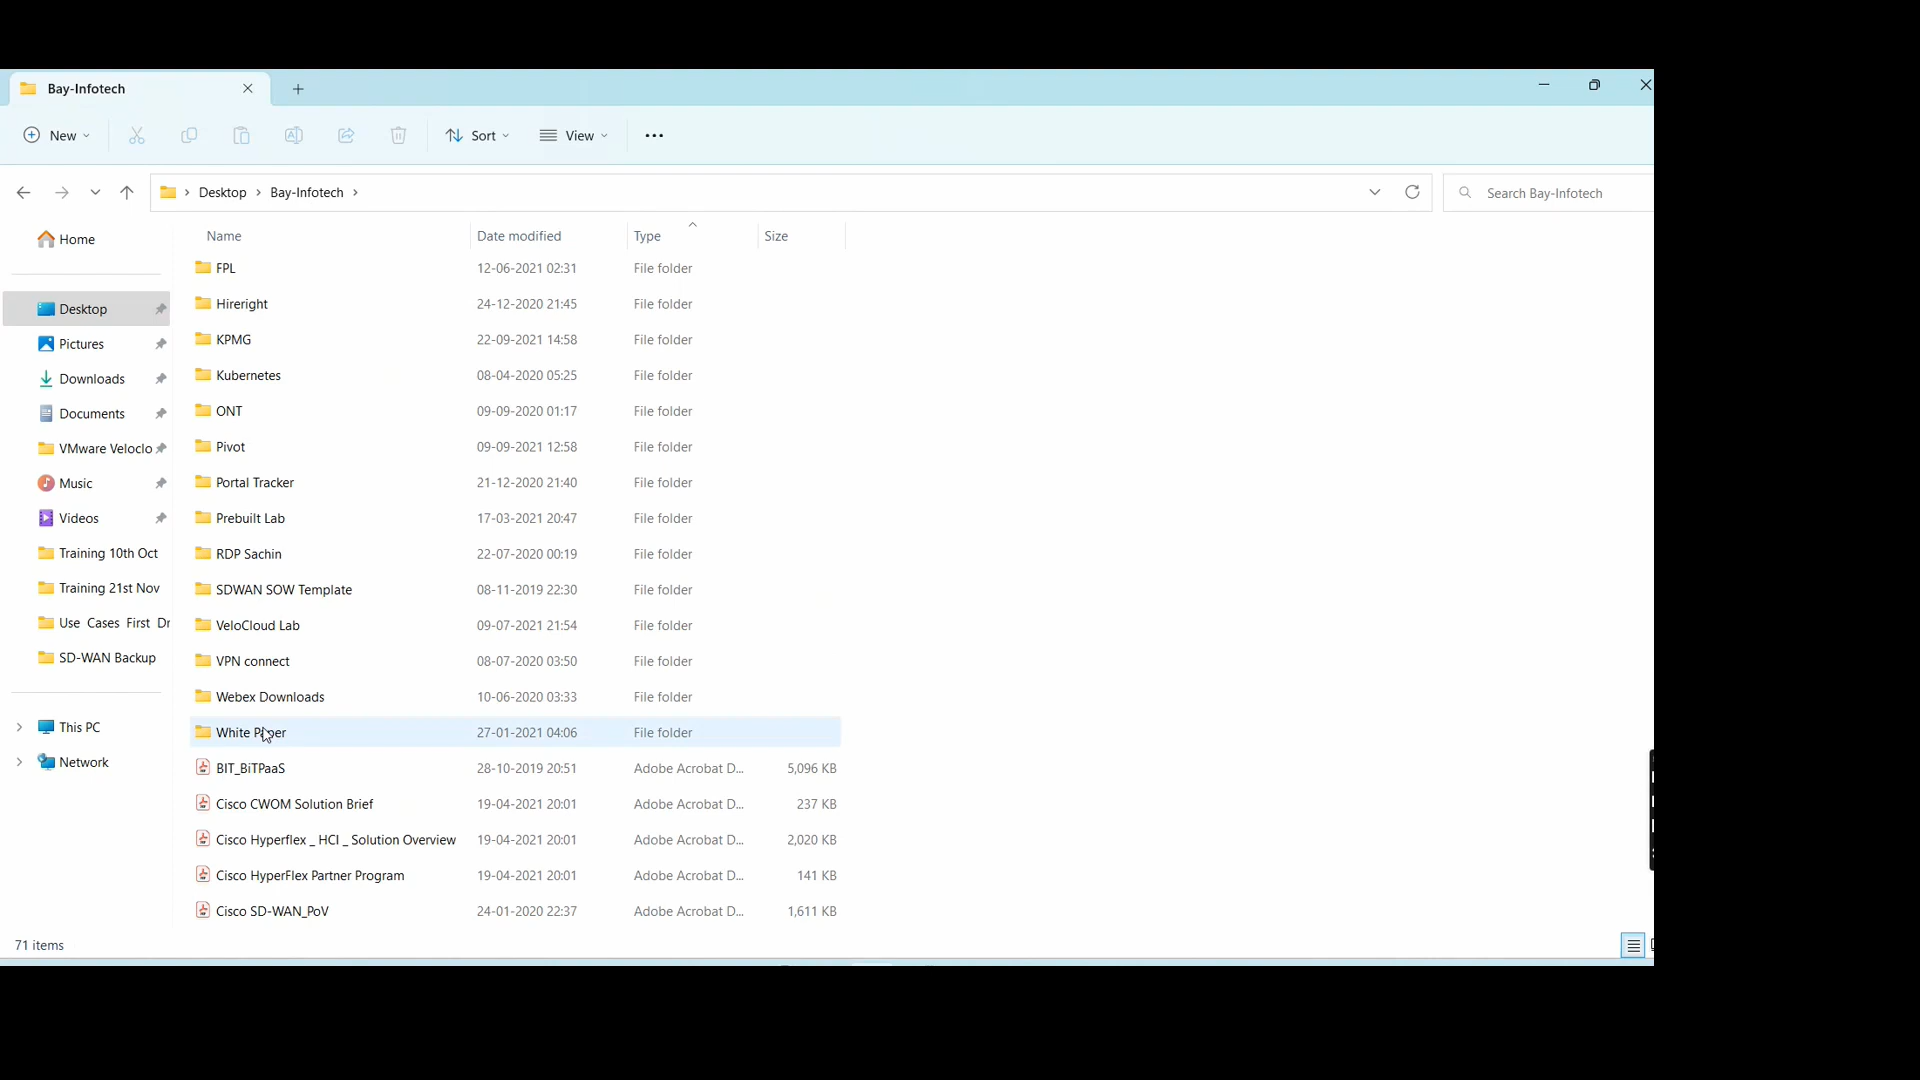 Bay-Infotech
New
Sort
View
Desktop
Bay-Infotech
Search Bay-Infotech
Home
Desktop
Pictures
Downloads
Documents
VMware Veloclo
Music
Videos
Training 10th Oct
Training 21st Nov
Use Cases First Dr
SD-WAN Backup
This PC
Network
Name Date modified Type Size
FPL 12-06-2021 02:31 File folder
Hireright 24-12-2020 21:45 File folder
KPMG 22-09-2021 14:58 File folder
Kubernetes 08-04-2020 05:25 File folder
ONT 09-09-2020 01:17 File folder
Pivot 09-09-2021 12:58 File folder
Portal Tracker 21-12-2020 21:40 File folder
Prebuilt Lab 17-03-2021 20:47 File folder
RDP Sachin 22-07-2020 00:19 File folder
SDWAN SOW Template 08-11-2019 22:30 File folder
VeloCloud Lab 09-07-2021 21:54 File folder
VPN connect 08-07-2020 03:50 File folder
Webex Downloads 10-06-2020 03:33 File folder
White Paper 27-01-2021 04:06 File folder
BIT_BiTPaaS 28-10-2019 20:51 Adobe Acrobat D... 5,096 KB
Cisco CWOM Solution Brief 19-04-2021 20:01 Adobe Acrobat D... 237 KB
Cisco Hyperflex _ HCI _ Solution Overview 19-04-2021 20:01 Adobe Acrobat D... 2,020 KB
Cisco HyperFlex Partner Program 19-04-2021 20:01 Adobe Acrobat D... 141 KB
Cisco SD-WAN_PoV 24-01-2020 22:37 Adobe Acrobat D... 1,611 KB
71 items